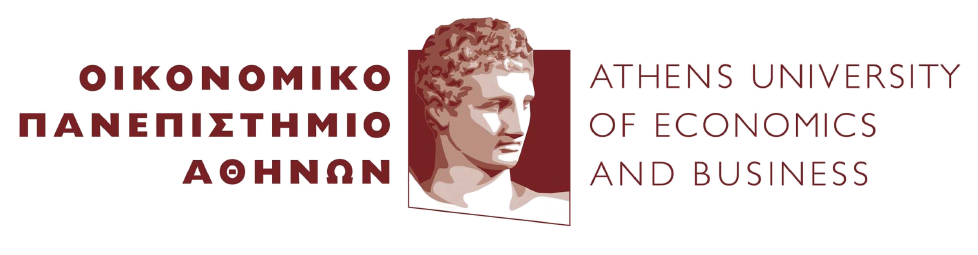 ΟΙΚΟΝΟΜΙΚΟ
ΠΑΝΕΠΙΣΤΗΜΙΟ
ΑΘΗΝΩΝ
ATHENS UNIVERSITY
OF ECONOMICS
AND BUSINESS